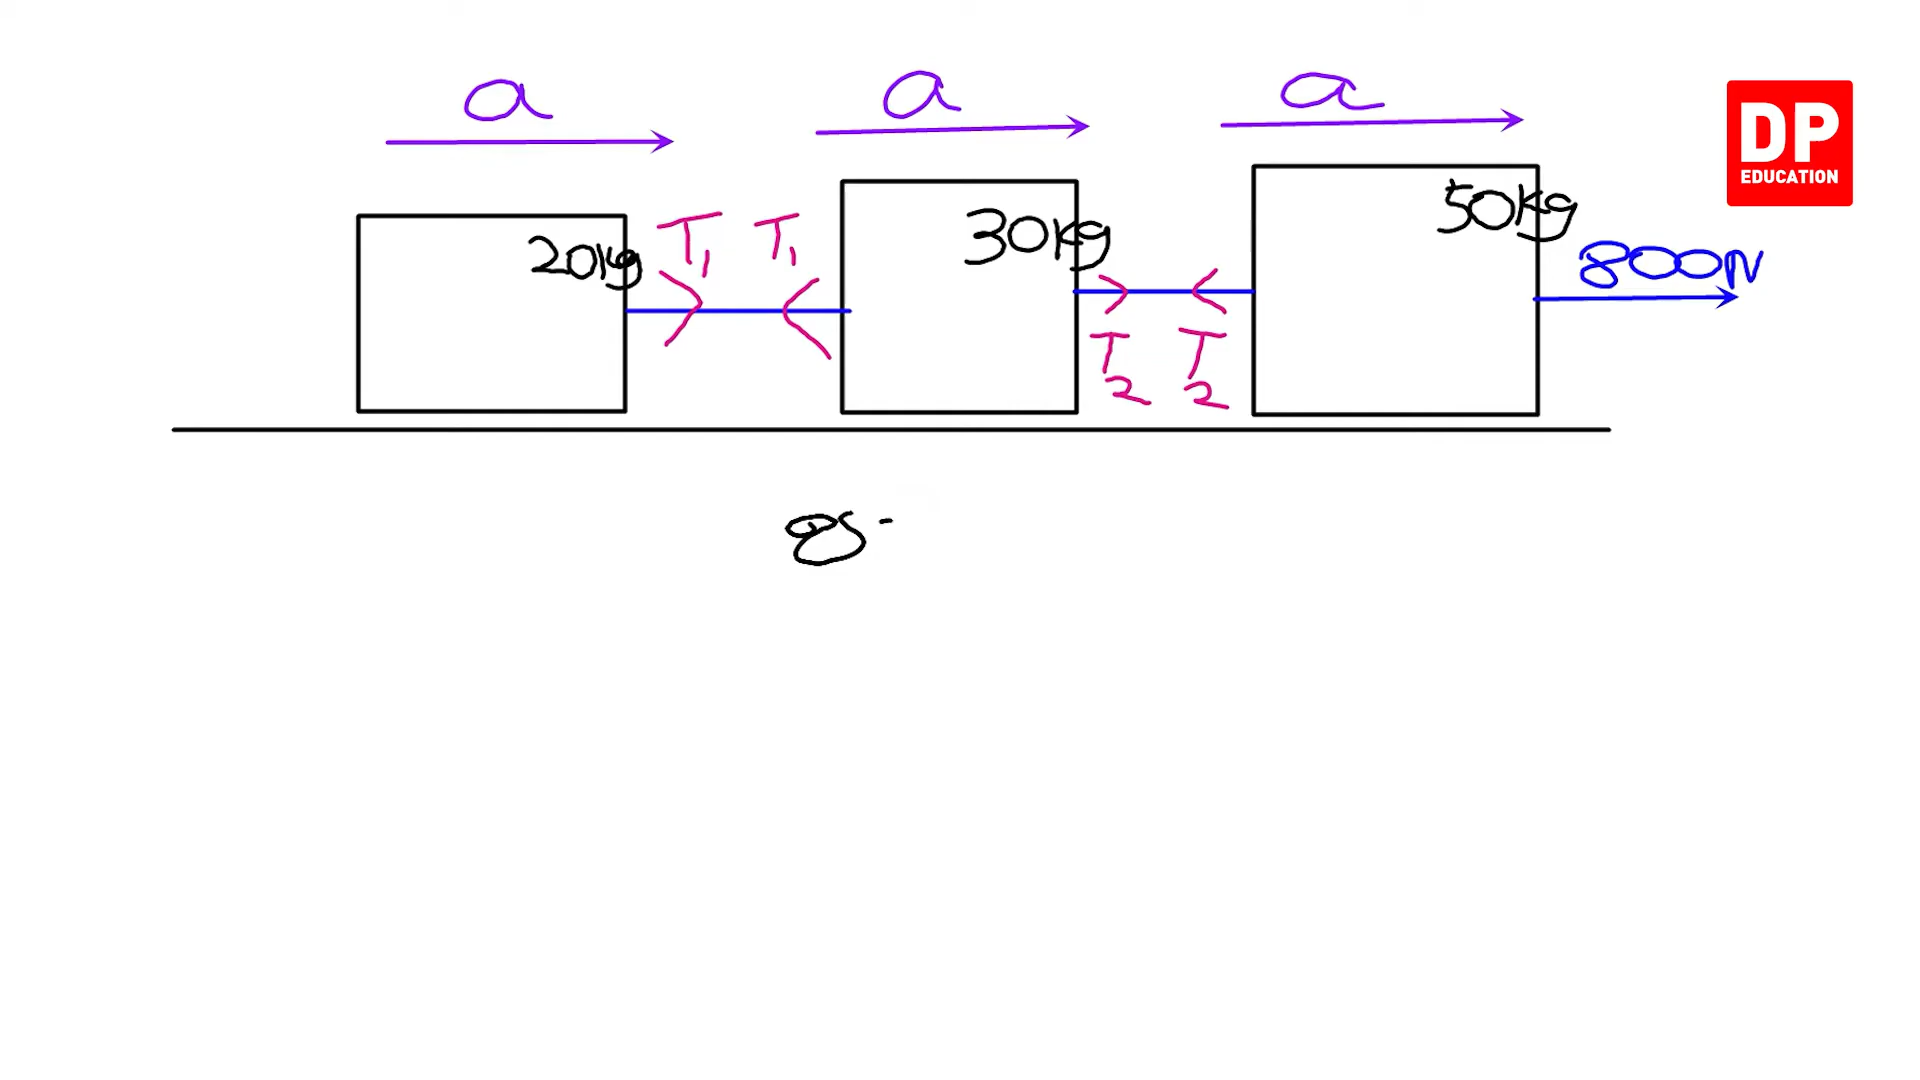 a a a
DP
EDUCATION
20kg T₁ T₁ 30kg 50kg 800N
T₂ T₂